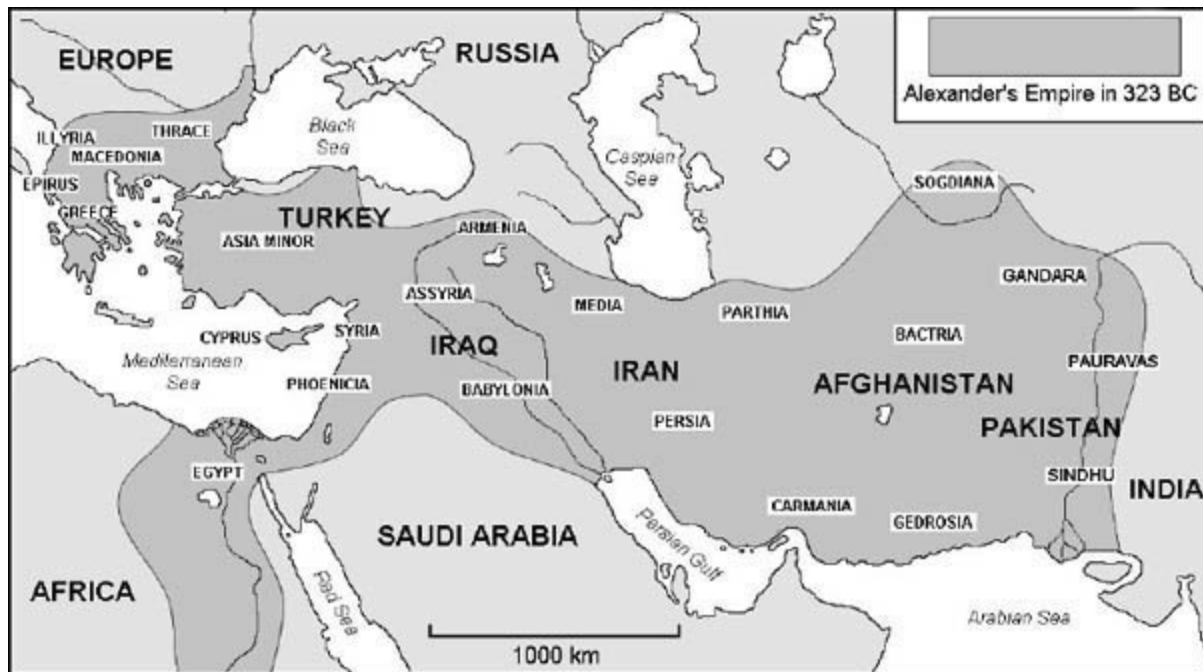 EUROPE
RUSSIA
Alexander's Empire in 323 BC
ILLYRIA
THRACE
MACEDONIA
Black
Sea
Caspian
Sea
EPIRUS
GREECE
SOGDIANA
TURKEY
ASIA MINOR
ARMENIA
GANDARA
ASSYRIA
MEDIA
PARTHIA
CYPRUS
SYRIA
IRAQ
BACTRIA
Mediterranean
Sea
PHOENICIA
BABYLONIA
IRAN
AFGHANISTAN
PAURAVAS
PERSIA
PAKISTAN
EGYPT
SINDHU
INDIA
SAUDI ARABIA
Persian Gulf
CARMANIA
GEDROSIA
AFRICA
Red Sea
Arabian Sea
1000 km